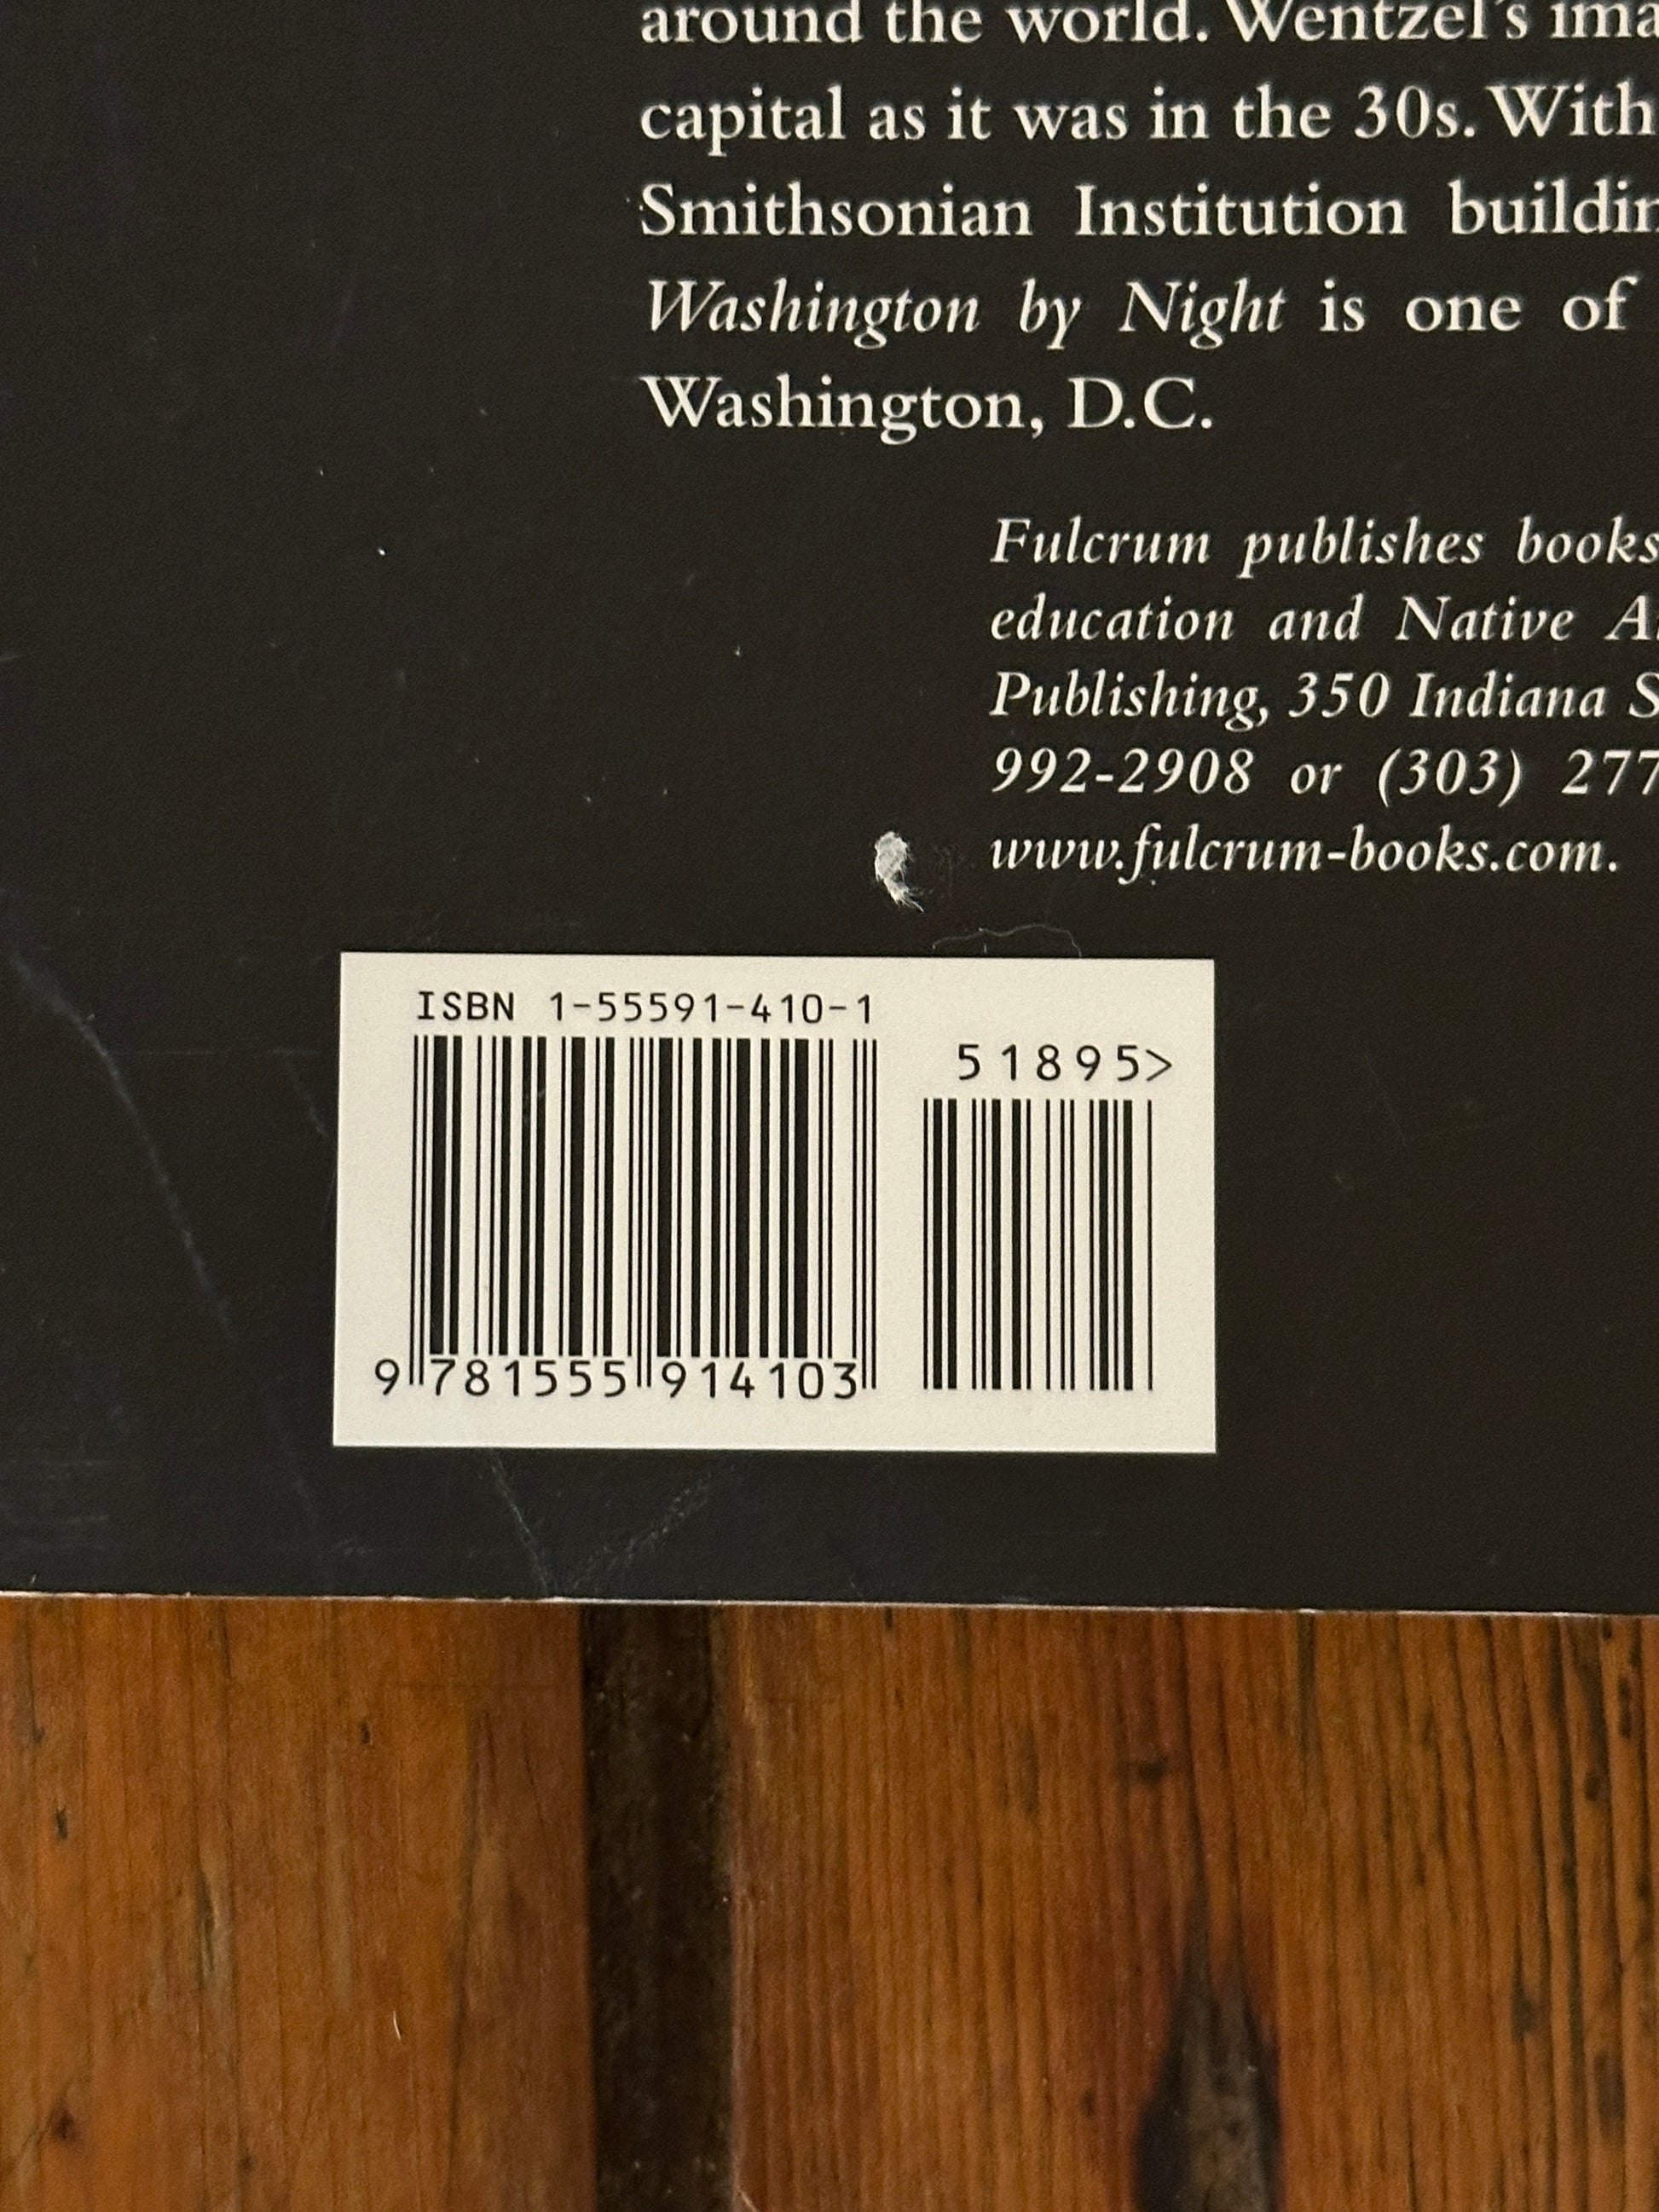 around the world. Wentzel's
capital as it was in the 30s. With
Smithsonian Institution
Washington by Night is one of
Washington, D.C.
Fulcrum publishes books
education and Native
Publishing, 350 Indiana
992-2908 or (303) 277
www.fulcrum-books.com.
ISBN 1-55591-410-1
51895>
9 781555 914103